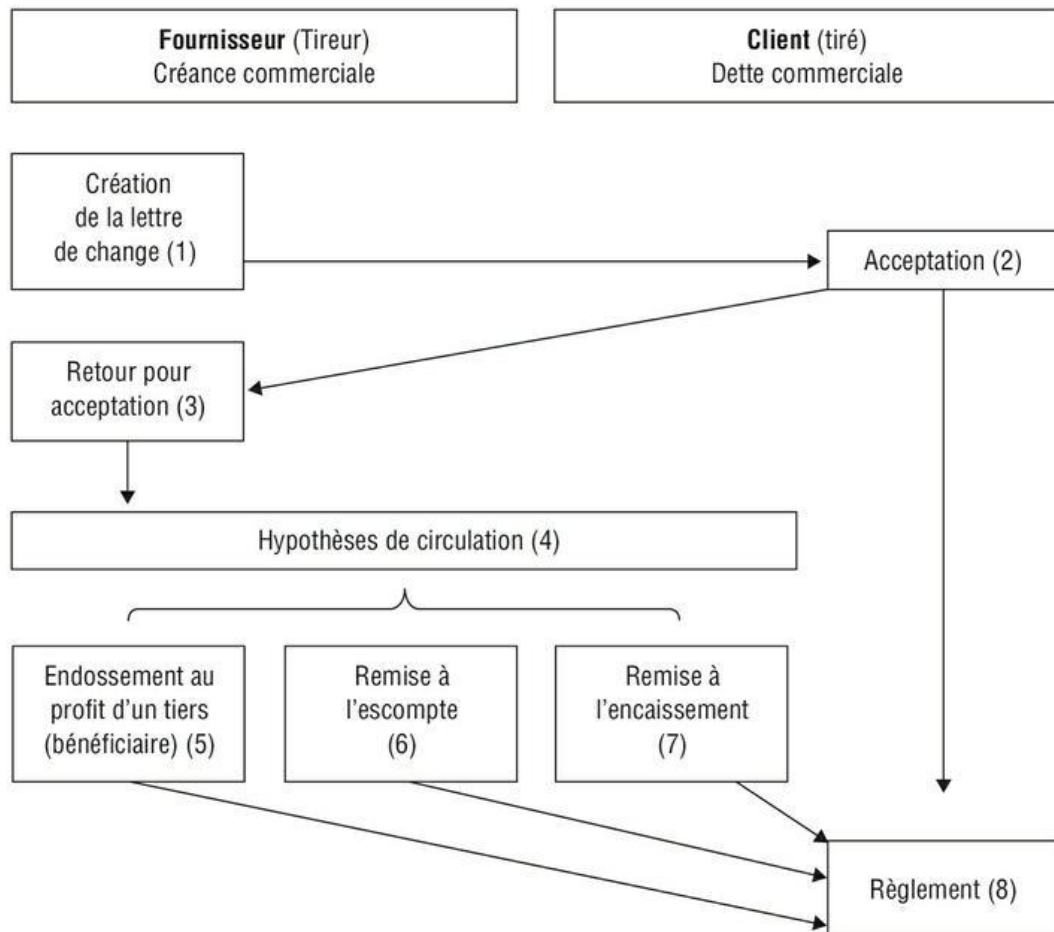 Fournisseur (Tireur)
Créance commerciale
Client (tiré)
Dette commerciale
Création
de la lettre
de change (1)
Acceptation (2)
Retour pour
acceptation (3)
Hypothèses de circulation (4)
Endossement au
profit d'un tiers
(bénéficiaire) (5)
Remise à
l'escompte
(6)
Remise à
l'encaissement
(7)
Règlement (8)